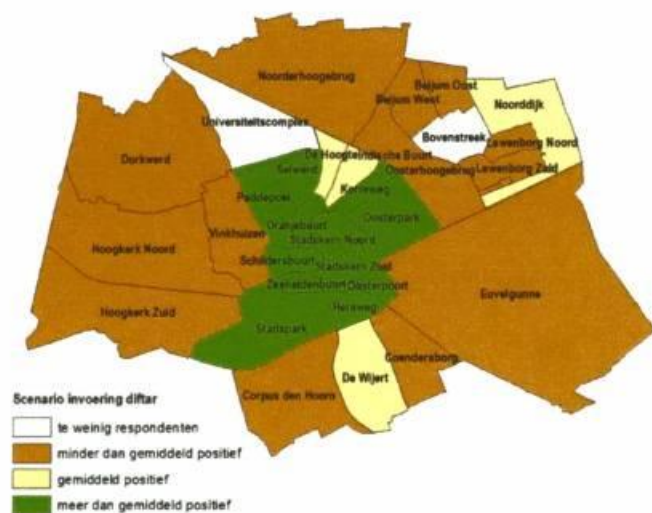 Noorderhoogebrug
Beijum Oost
Beijum West
Noorddijk
Universiteitscomplex
Bovenstreek
Lewenborg Noord
De Hoogte
Indische Buurt
Dorkwerd
Selwerd
Lewenborg Zuid
Oosterhoogebrug
Paddepoel
Korreweg
Oosterpark
Oranjebuurt
Vinkhuizen
Stadskern Noord
Hoogkerk Noord
Schildersbuurt
Stadskern Zuid
Zeeheldenbuurt
Oosterpoort
Euvelgunne
Hoogkerk Zuid
Hereweg
Stadspark
Goendersborg
De Wijert
Corpus den Hoorn
Scenario invoering diftar
te weinig respondenten
minder dan gemiddeld positief
gemiddeld positief
meer dan gemiddeld positief